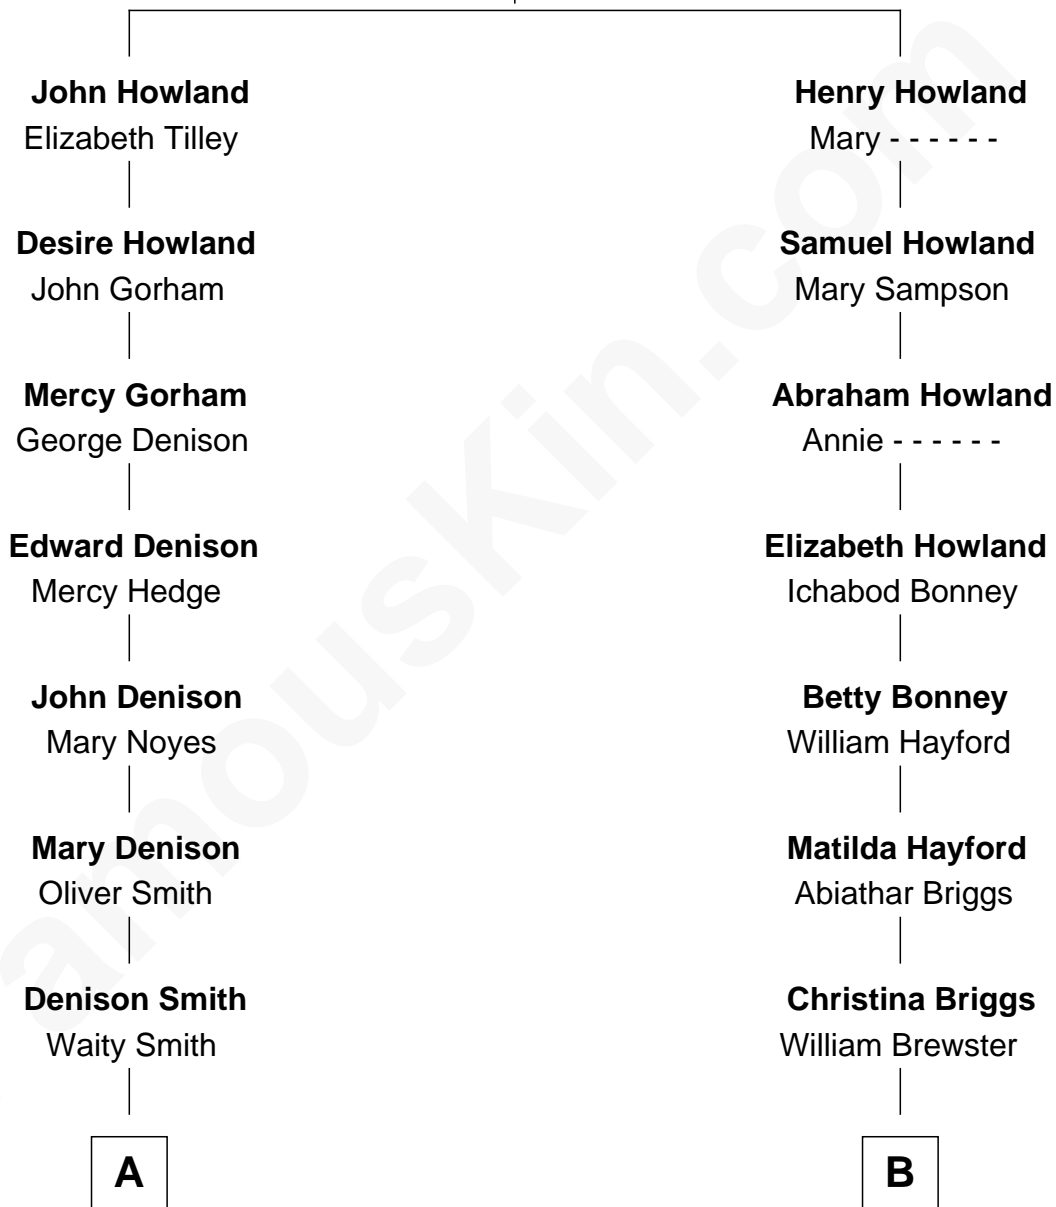 John Howland
Elizabeth Tilley
Henry Howland
Mary - - - - - -
Desire Howland
John Gorham
Samuel Howland
Mary Sampson
Mercy Gorham
George Denison
Abraham Howland
Annie - - - - - -
Edward Denison
Mercy Hedge
Elizabeth Howland
Ichabod Bonney
John Denison
Mary Noyes
Betty Bonney
William Hayford
Mary Denison
Oliver Smith
Matilda Hayford
Abiathar Briggs
Denison Smith
Waity Smith
Christina Briggs
William Brewster
A
B
amousKin.com